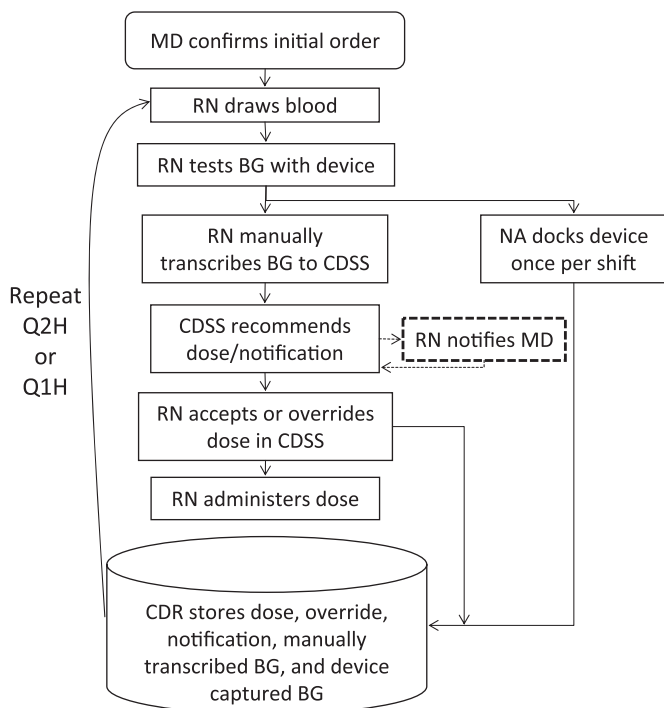 MD confirms initial order
RN draws blood
RN tests BG with device
RN manually
transcribes BG to CDSS
NA docks device
once per shift
Repeat
Q2H
or
Q1H
CDSS recommends
dose/notification
RN notifies MD
RN accepts or overrides
dose in CDSS
RN administers dose
CDR stores dose, override,
notification, manually
transcribed BG, and device
captured BG